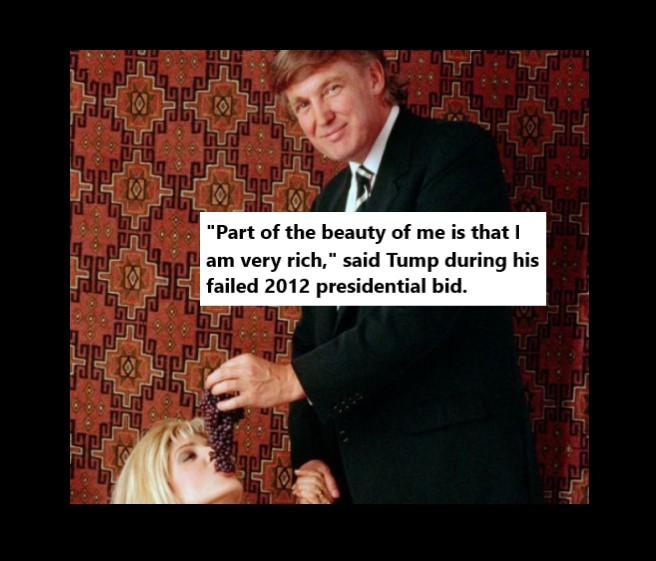 "Part of the beauty of me is that I
am very rich," said Tump during his
failed 2012 presidential bid.